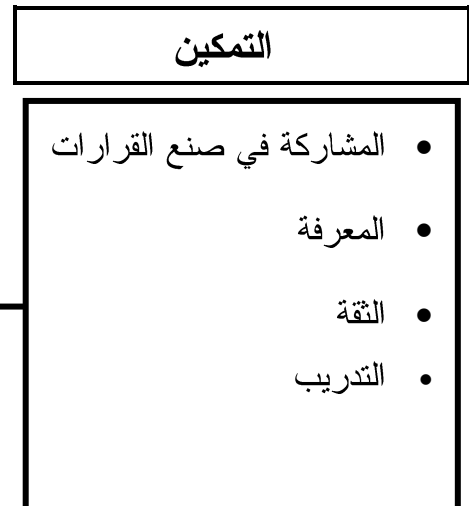 التمكين
• المشاركة في صنع القرارات
• المعرفة
• الثقة
• التدريب